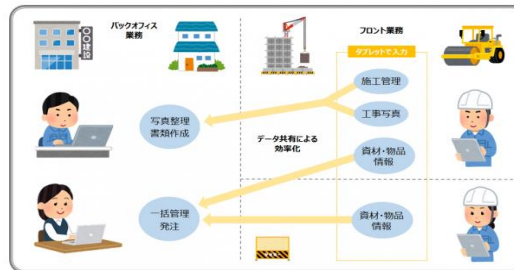 バックオフィス
業務
フロント業務
〇〇建設
タブレットで入力
施工管理
工事写真
写真整理
書類作成
データ共有による
効率化
資材・物品
情報
一括管理
発注
資材・物品
情報